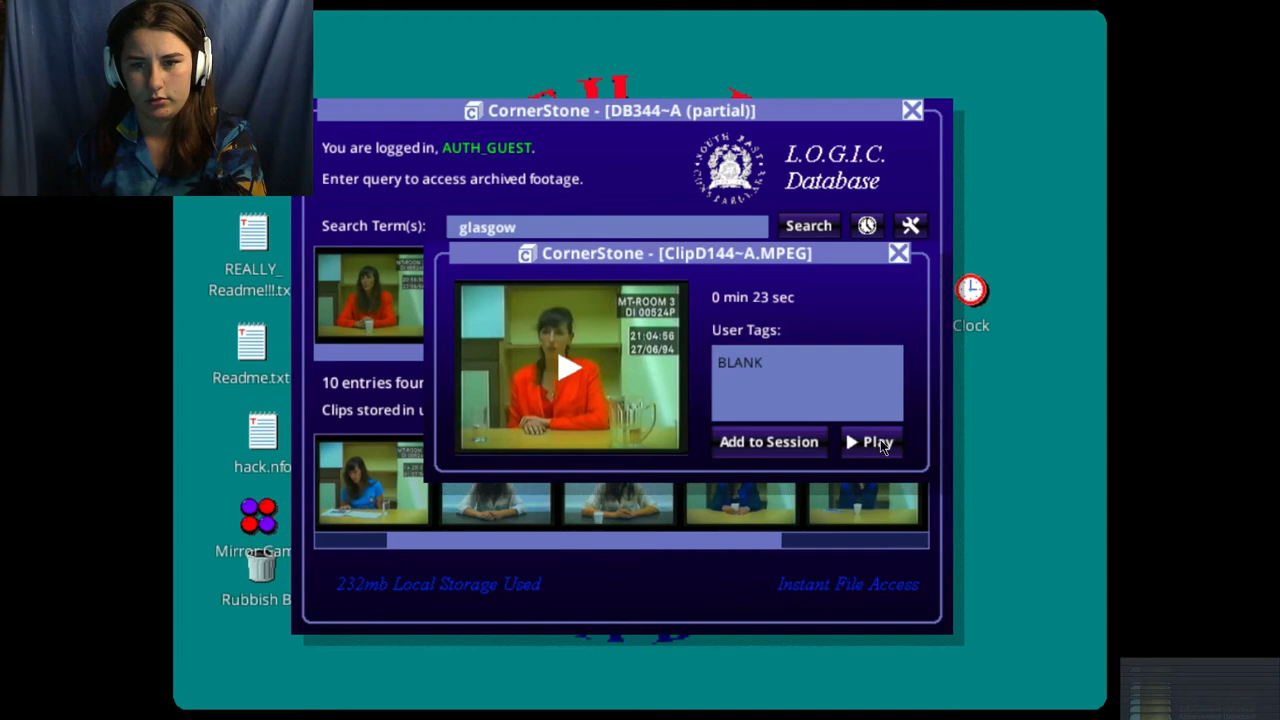 CornerStone - [DB344~A (partial)]
You are logged in, AUTH_GUEST.
Enter query to access archived footage.
L.O.G.I.C.
Database
Search Term(s):
glasgow
Search
CornerStone - [ClipD144~A.MPEG]
MT-ROOM 3
DI 00524P
21:04:56
27/06/94
0 min 23 sec
User Tags:
BLANK
Add to Session
Play
10 entries four
Clips stored in u
232mb Local Storage Used
Instant File Access
REALLY_
Readme!!!.tx
Readme.txt
hack.nfo
Mirror Gam
Rubbish B
Clock